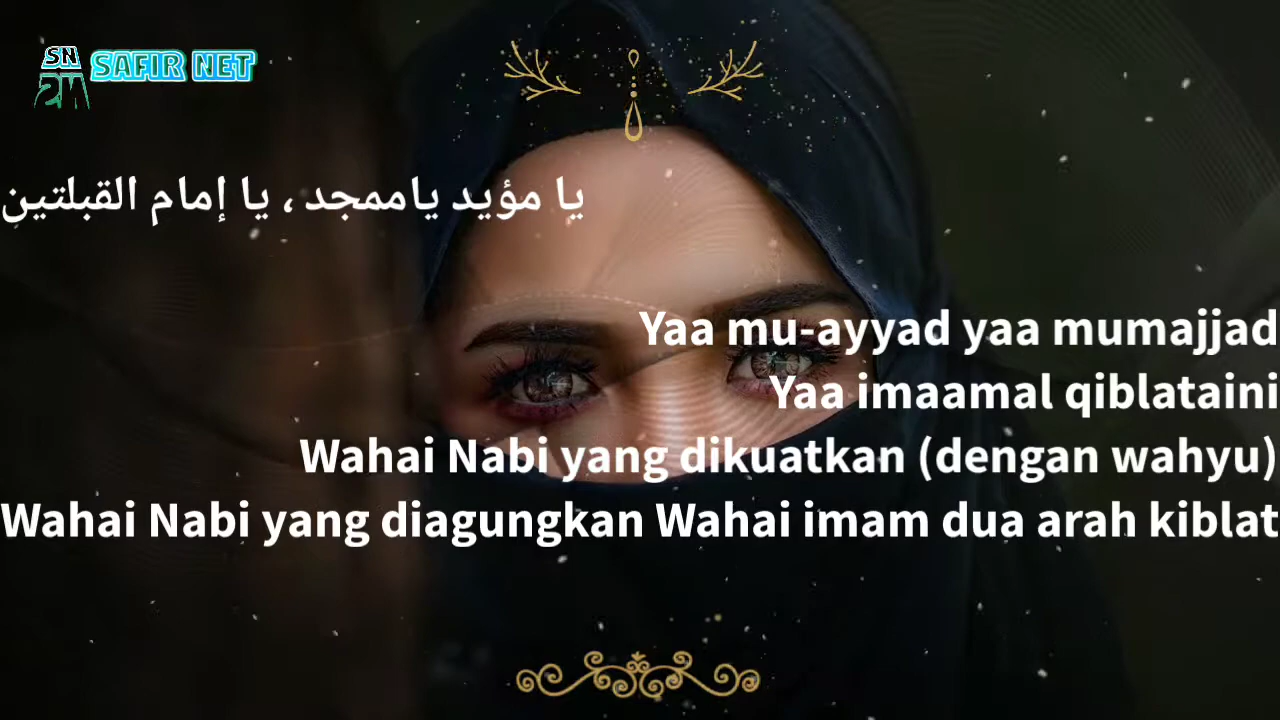 SN
SAFIR NET
يا مؤيد ياممجد ، يا إمام القبلتين
Yaa mu-ayyad yaa mumajjad
Yaa imaamal qiblataini
Wahai Nabi yang dikuatkan (dengan wahyu)
Wahai Nabi yang diagungkan Wahai imam dua arah kiblat